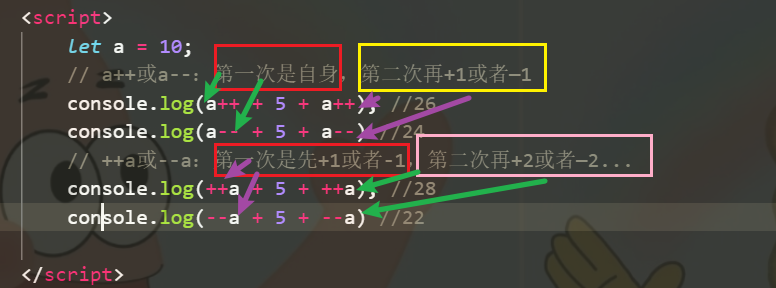 <script>
let a = 10;
// a++或a--: 第一次是自身, 第二次再+1或者—1
console.log(a++ + 5 + a++); //26
console.log(a-- + 5 + a--) //24
// ++a或--a: 第一次是先+1或者-1, 第二次再+2或者—2...
console.log(++a + 5 + ++a); //28
console.log(--a + 5 + --a) //22
</script>